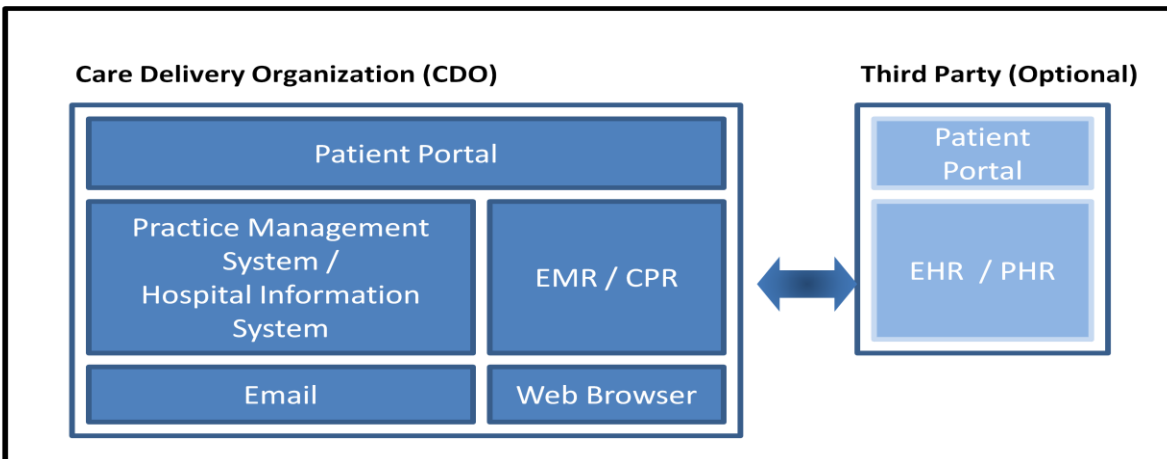 Care Delivery Organization (CDO)
Third Party (Optional)
Patient Portal
Patient
Portal
Practice Management
System /
Hospital Information
System
EMR / CPR
EHR / PHR
Email
Web Browser